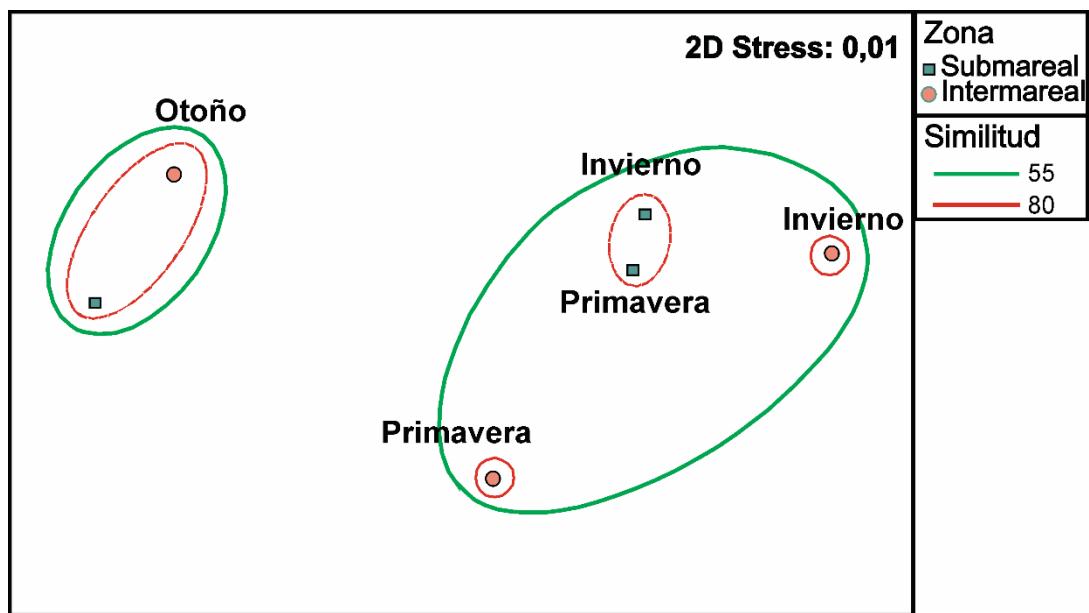 2D Stress: 0,01
Otoño
Invierno
Invierno
Primavera
Primavera
Zona
Submareal
Intermareal
Similitud
55
80